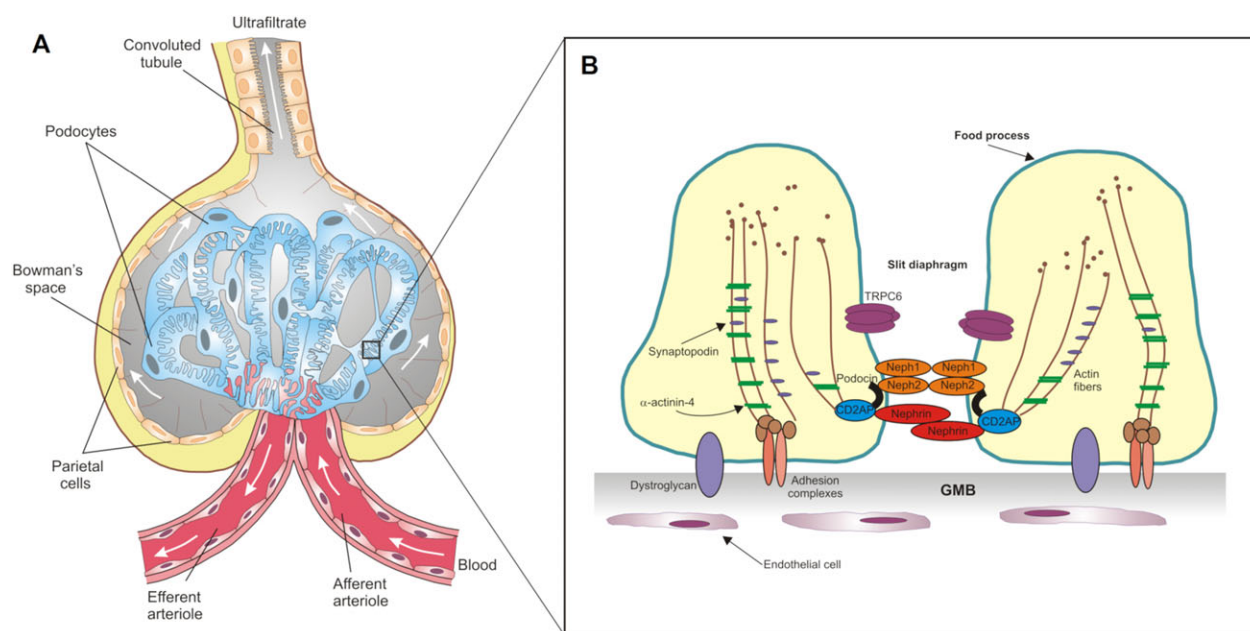 A
Ultrafiltrate
Convoluted
tubule
Podocytes
Bowman's
space
Parietal
cells
Efferent
arteriole
Afferent
arteriole
Blood
B
Food process
Slit diaphragm
TRPC6
Synaptopodin
Podocin
Neph1
Neph1
Neph2
Neph2
Actin
fibers
α-actinin-4
CD2AP
Nephrin
Nephrin
CD2AP
Dystroglycan
Adhesion
complexes
GMB
Endothelial cell